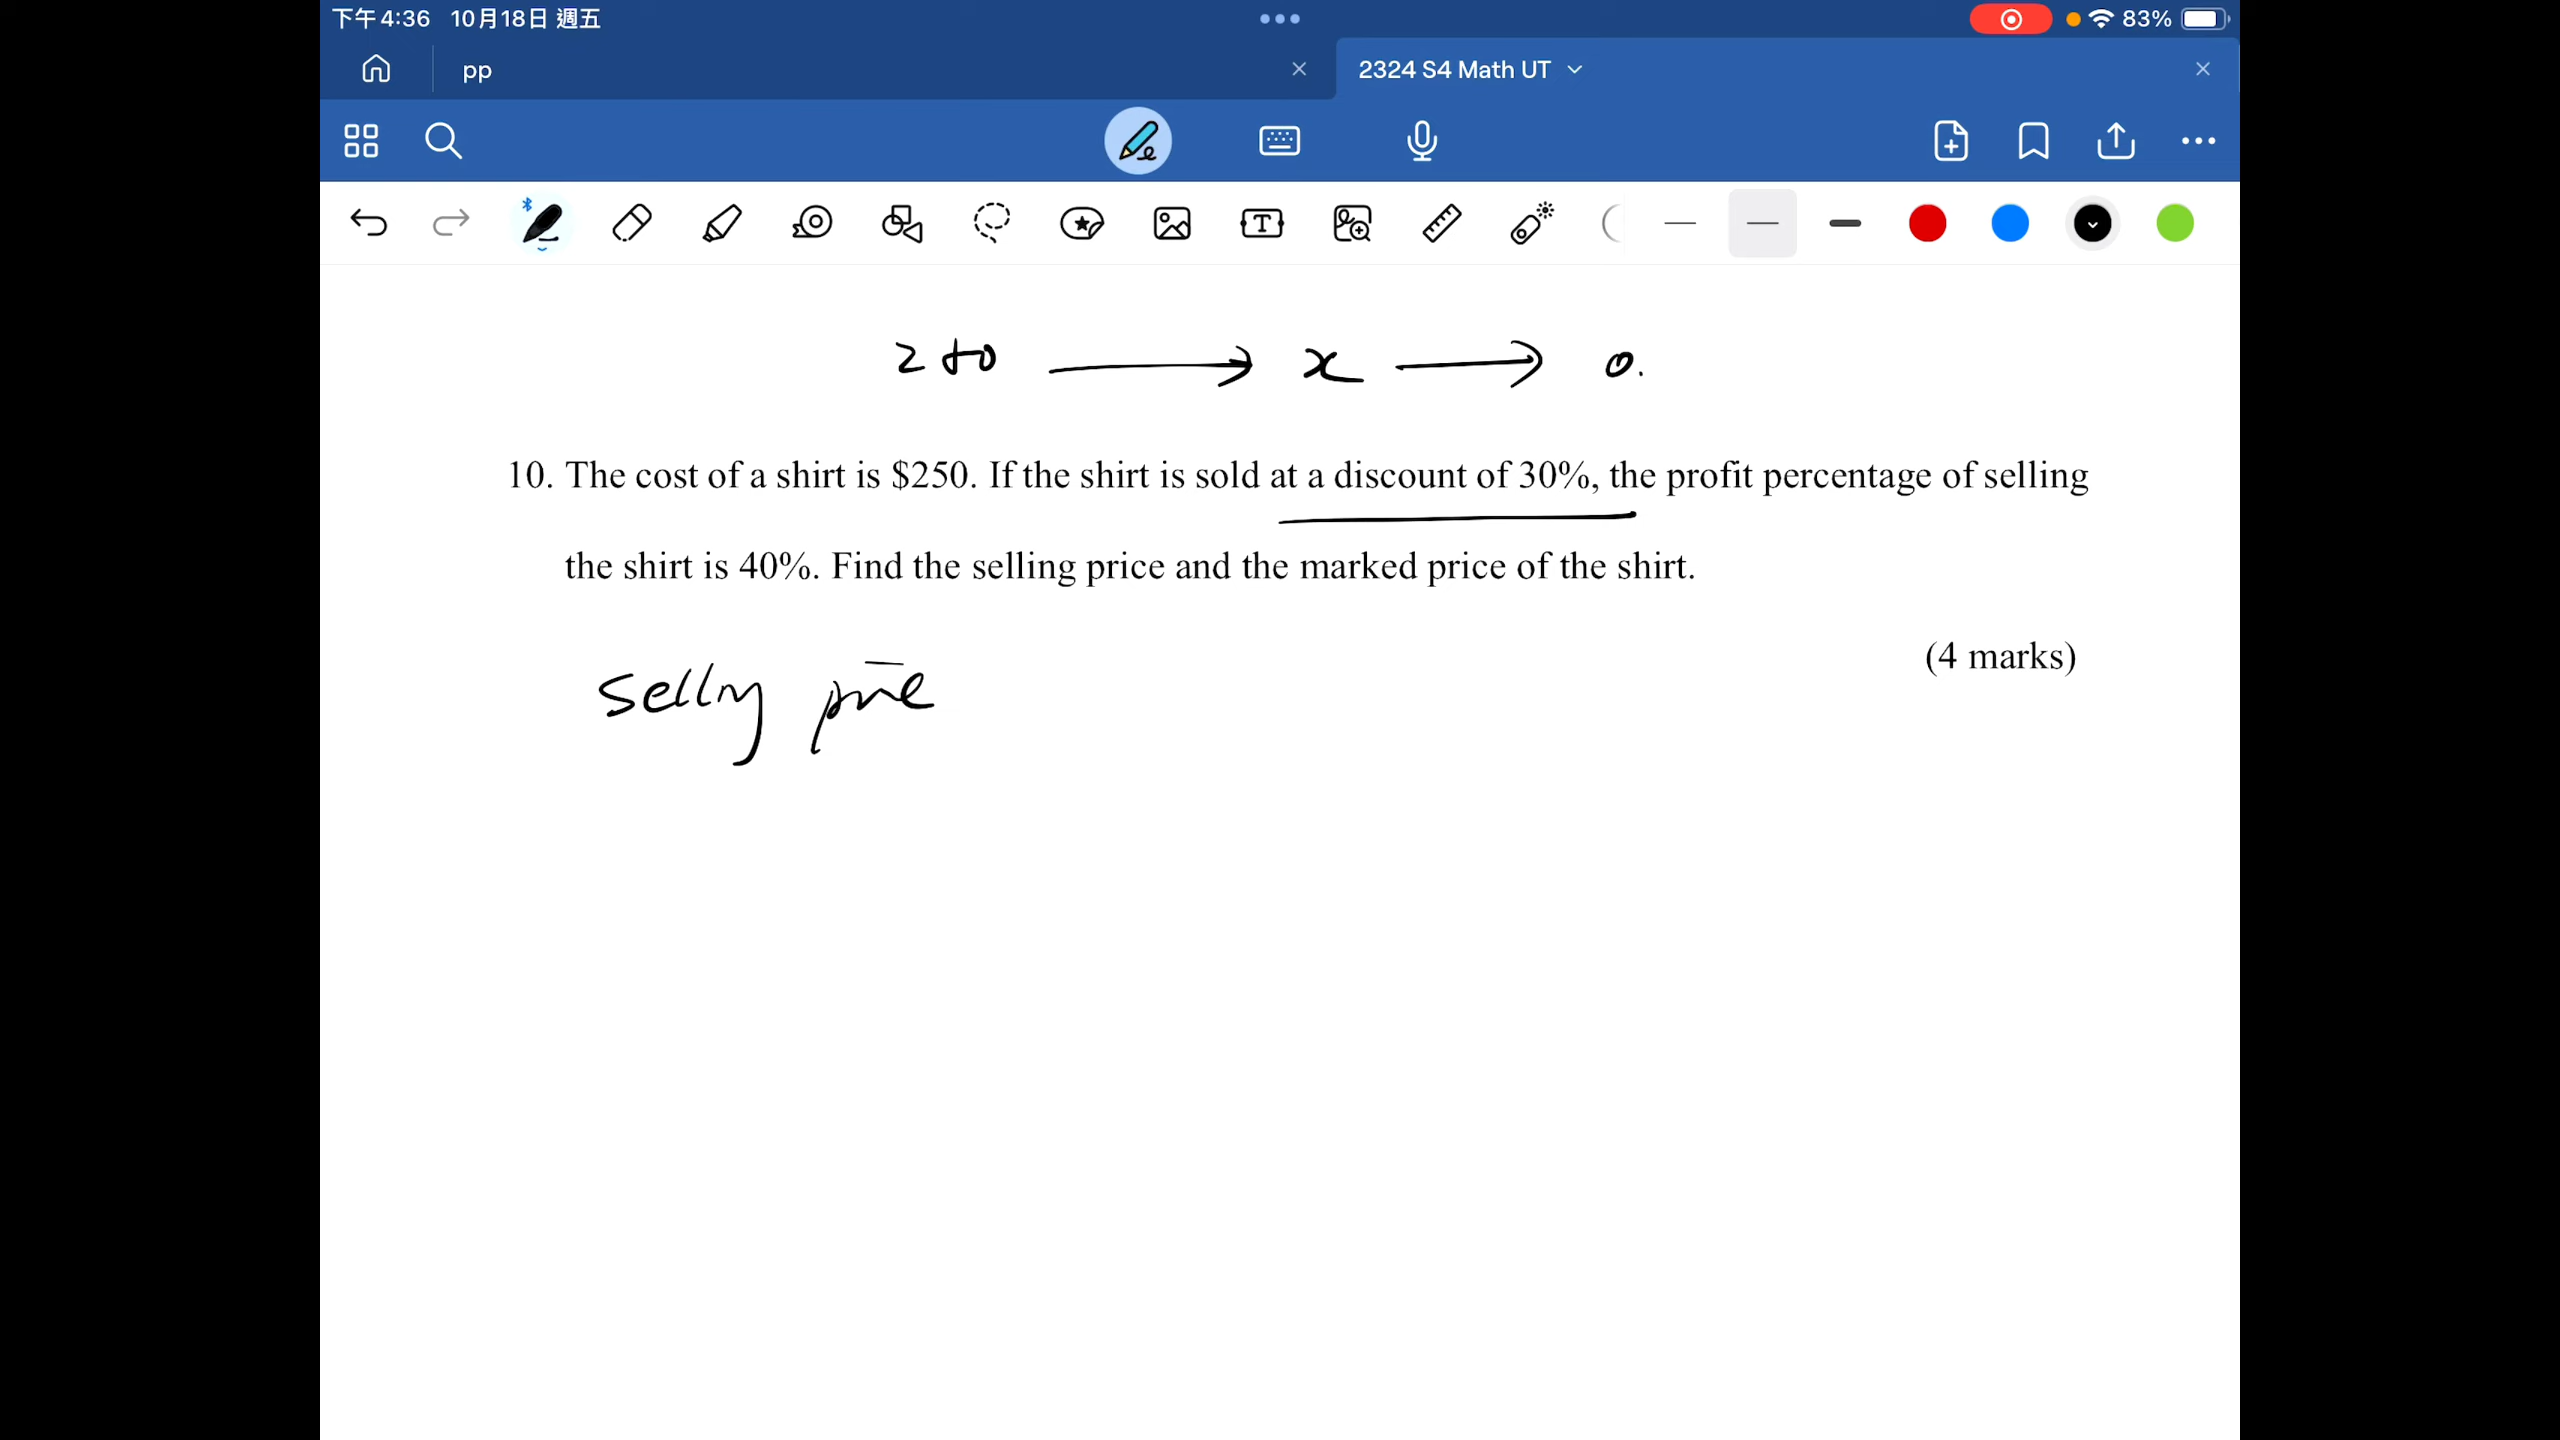 下午4:36 10月18日 週五
83%
pp
2324 S4 Math UT
250 → x → 0.
10. The cost of a shirt is $250. If the shirt is sold at a discount of 30%, the profit percentage of selling
the shirt is 40%. Find the selling price and the marked price of the shirt.
(4 marks)
selling price